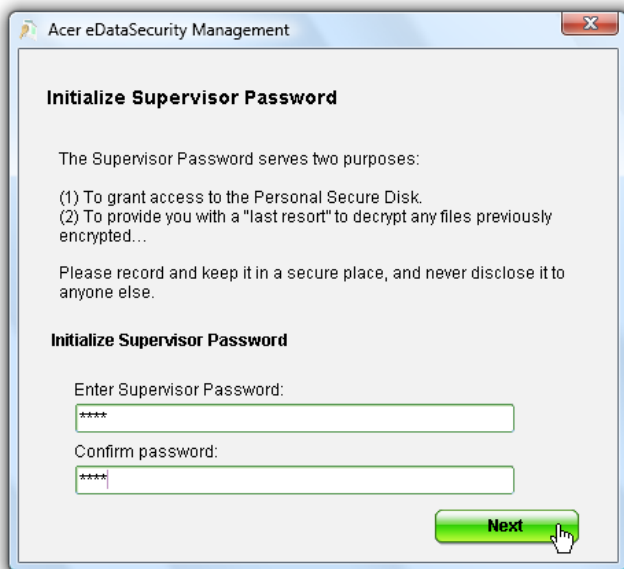 Acer eDataSecurity Management
Initialize Supervisor Password
The Supervisor Password serves two purposes:
(1) To grant access to the Personal Secure Disk.
(2) To provide you with a "last resort" to decrypt any files previously
encrypted...
Please record and keep it in a secure place, and never disclose it to
anyone else.
Initialize Supervisor Password
Enter Supervisor Password:
****
Confirm password:
****
Next